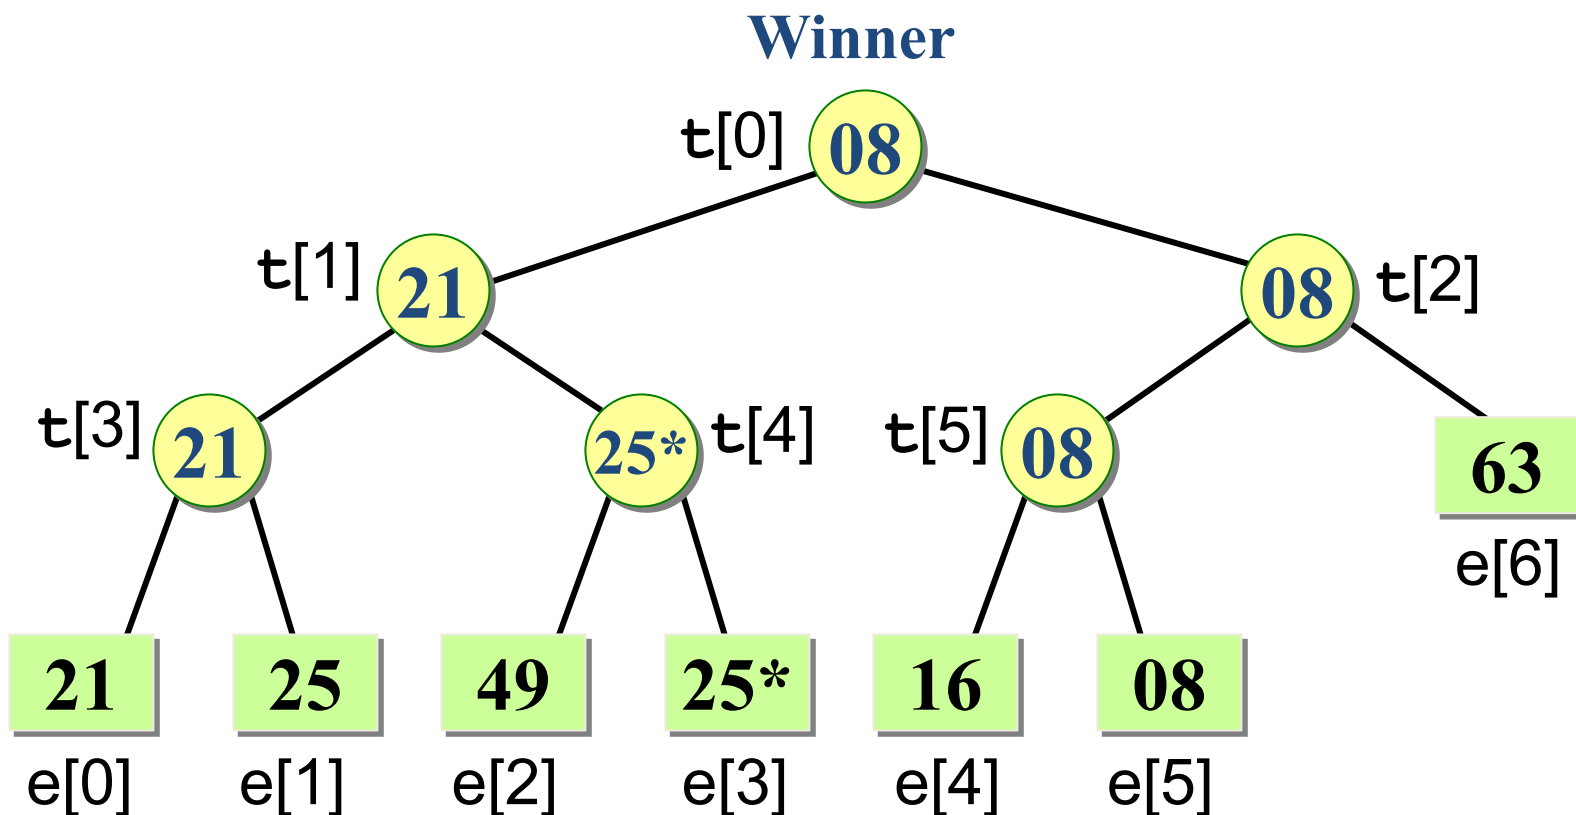 Winner
t[0] 08
t[1] 21 08 t[2]
t[3] 21 25* t[4] t[5] 08 63
e[6]
21 25 49 25* 16 08
e[0] e[1] e[2] e[3] e[4] e[5]